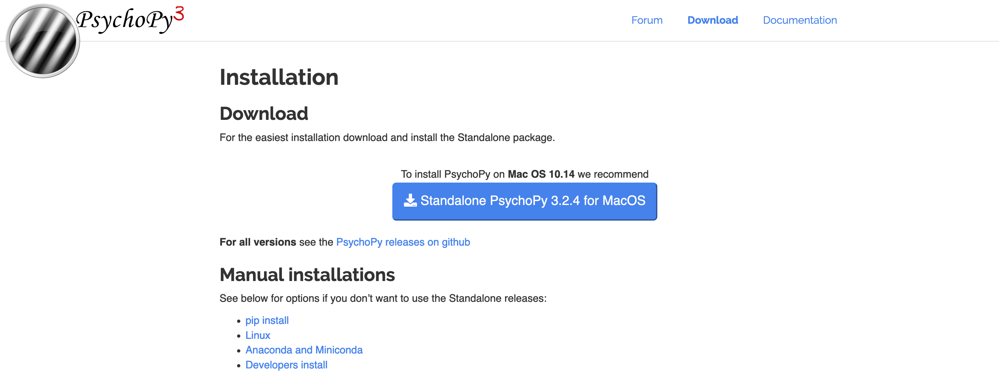 PsychoPy3
Forum Download Documentation
Installation
Download
For the easiest installation download and install the Standalone package.
To install PsychoPy on Mac OS 10.14 we recommend
Standalone PsychoPy 3.2.4 for MacOS
For all versions see the PsychoPy releases on github
Manual installations
See below for options if you don’t want to use the Standalone releases:
• pip install
• Linux
• Anaconda and Miniconda
• Developers install